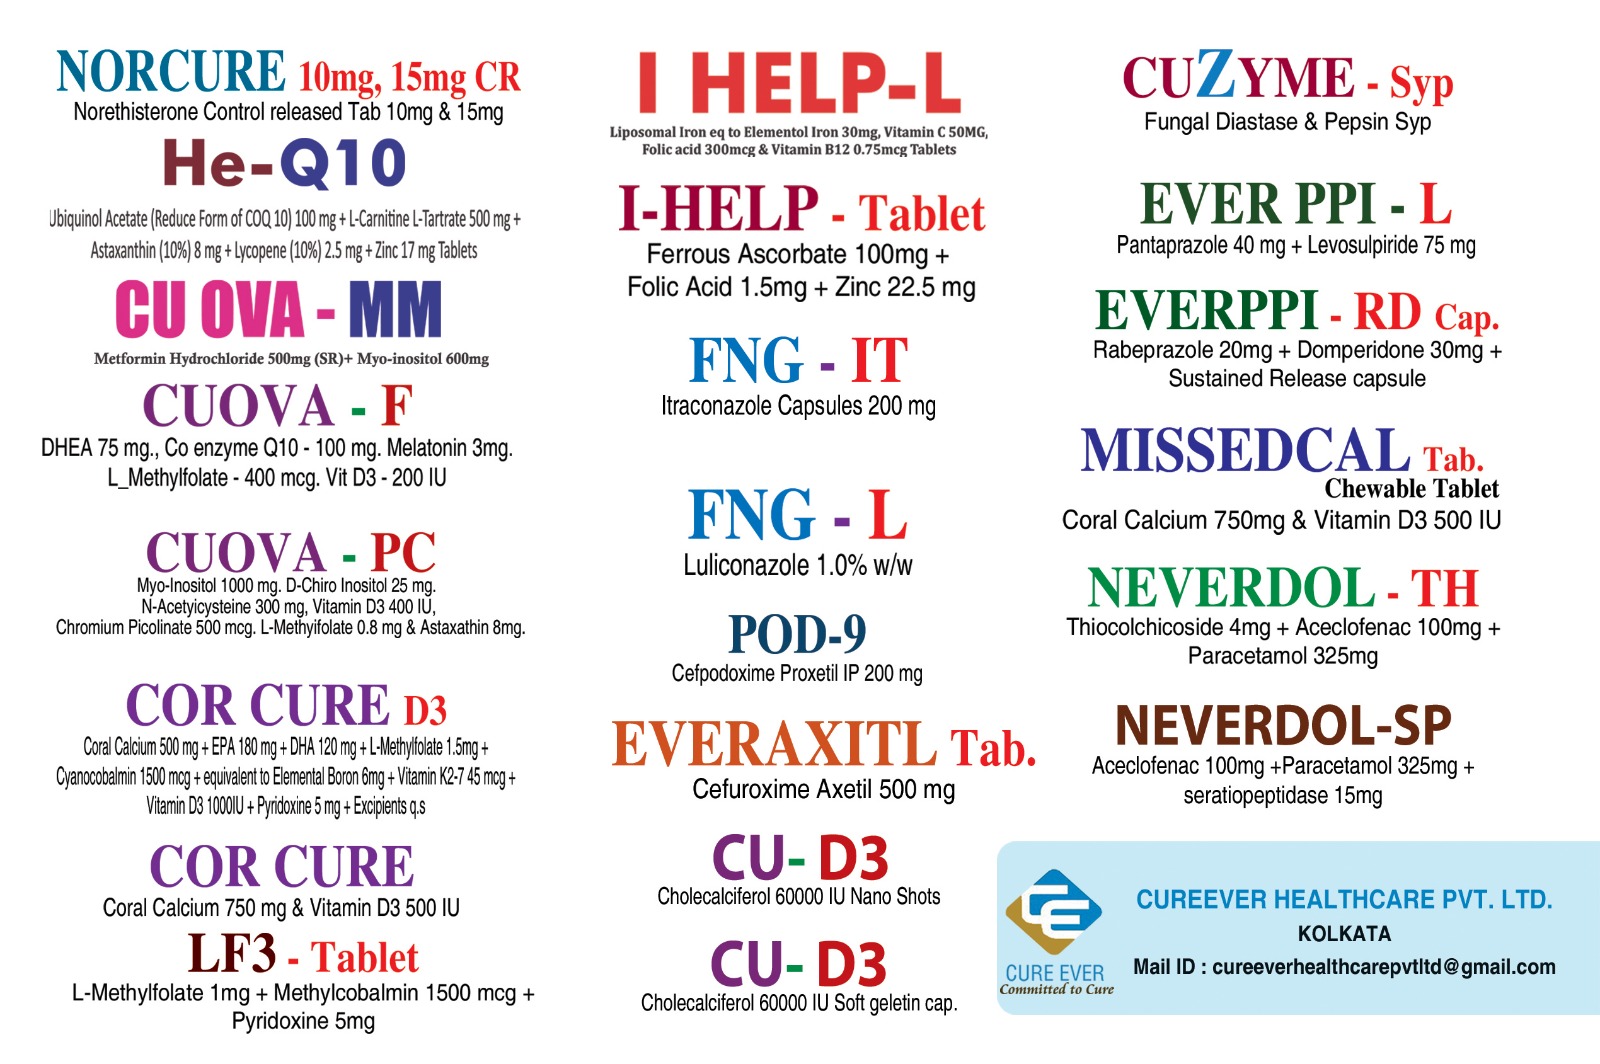 NORCURE 10mg, 15mg CR
Norethisterone Control released Tab 10mg & 15mg
He-Q10
Ubiquinol Acetate (Reduce Form of COQ 10) 100 mg + L-Carnitine L-Tartrate 500 mg +
Astaxanthin (10%) 8 mg + Lycopene (10%) 2.5 mg + Zinc 17 mg Tablets
CU OVA - MM
Metformin Hydrochloride 500mg (SR)+ Myo-inositol 600mg
CUOVA - F
DHEA 75 mg., Co enzyme Q10 - 100 mg. Melatonin 3mg.
L_Methylfolate - 400 mcg. Vit D3 - 200 IU
CUOVA - PC
Myo-Inositol 1000 mg. D-Chiro Inositol 25 mg.
N-Acetyicysteine 300 mg, Vitamin D3 400 IU,
Chromium Picolinate 500 mcg. L-Methyifolate 0.8 mg & Astaxathin 8mg.
COR CURE D3
Coral Calcium 500 mg + EPA 180 mg + DHA 120 mg + L-Methylfolate 1.5mg +
Cyanocobalmin 1500 mcg + equivalent to Elemental Boron 6mg + Vitamin K2-7 45 mcg +
Vitamin D3 1000IU + Pyridoxine 5 mg + Excipients q.s
COR CURE
Coral Calcium 750 mg & Vitamin D3 500 IU
LF3 - Tablet
L-Methylfolate 1mg + Methylcobalmin 1500 mcg +
Pyridoxine 5mg
I HELP-L
Liposomal Iron eq to Elementol Iron 30mg, Vitamin C 50MG,
Folic acid 300mcg & Vitamin B12 0.75mcg Tablets
I-HELP - Tablet
Ferrous Ascorbate 100mg +
Folic Acid 1.5mg + Zinc 22.5 mg
FNG - IT
Itraconazole Capsules 200 mg
FNG - L
Luliconazole 1.0% w/w
POD-9
Cefpodoxime Proxetil IP 200 mg
EVERAXITL Tab.
Cefuroxime Axetil 500 mg
CU- D3
Cholecalciferol 60000 IU Nano Shots
CU- D3
Cholecalciferol 60000 IU Soft geletin cap.
CUZYME - Syp
Fungal Diastase & Pepsin Syp
EVER PPI - L
Pantaprazole 40 mg + Levosulpiride 75 mg
EVERPPI - RD Cap.
Rabeprazole 20mg + Domperidone 30mg +
Sustained Release capsule
MISSEDCAL Tab.
Chewable Tablet
Coral Calcium 750mg & Vitamin D3 500 IU
NEVERDOL - TH
Thiocolchicoside 4mg + Aceclofenac 100mg +
Paracetamol 325mg
NEVERDOL-SP
Aceclofenac 100mg +Paracetamol 325mg +
seratiopeptidase 15mg
CE
CURE EVER
Committed to Cure
CUREEVER HEALTHCARE PVT. LTD.
KOLKATA
Mail ID : cureeverhealthcarepvtltd@gmail.com